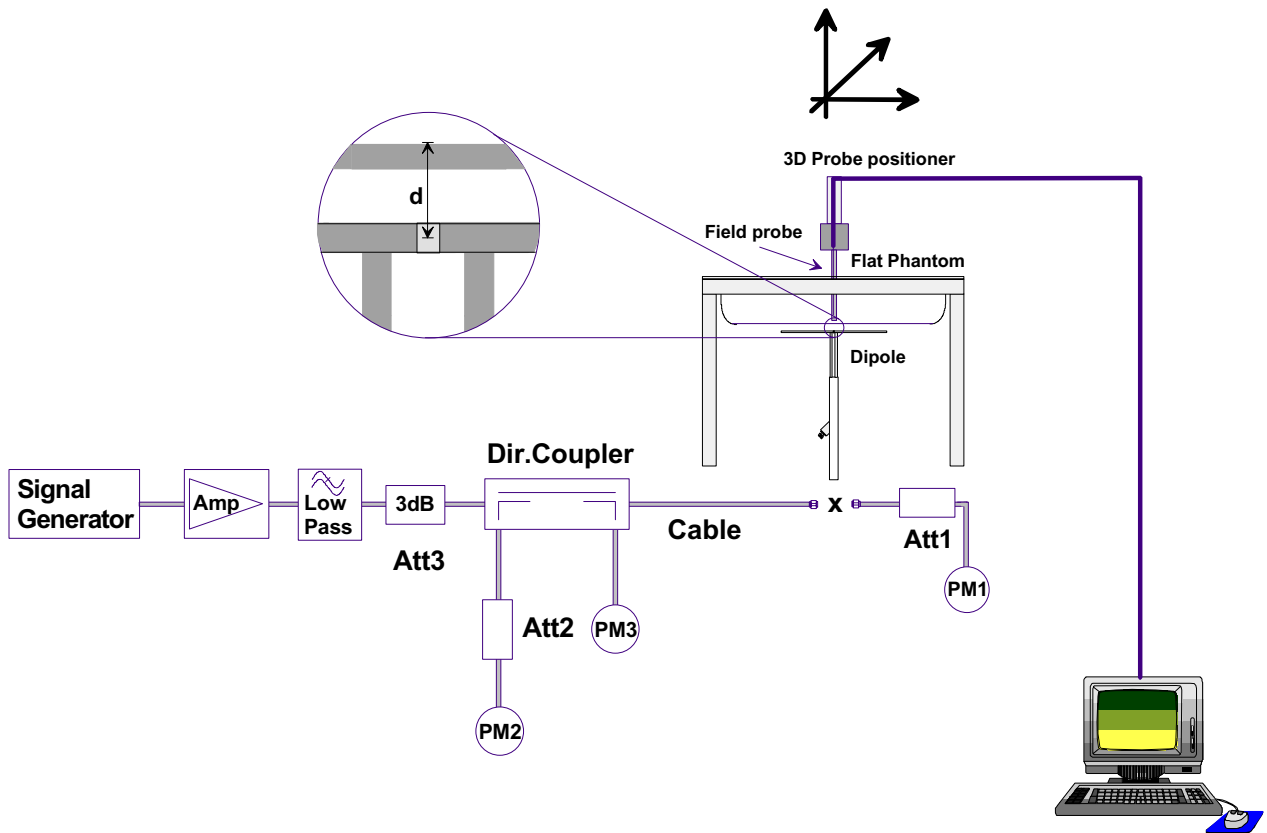 3D Probe positioner
d
Field probe
Flat Phantom
Dipole
Dir.Coupler
Signal
Generator
Amp
Low
Pass
3dB
Att3
Cable
x
Att1
PM1
Att2
PM3
PM2